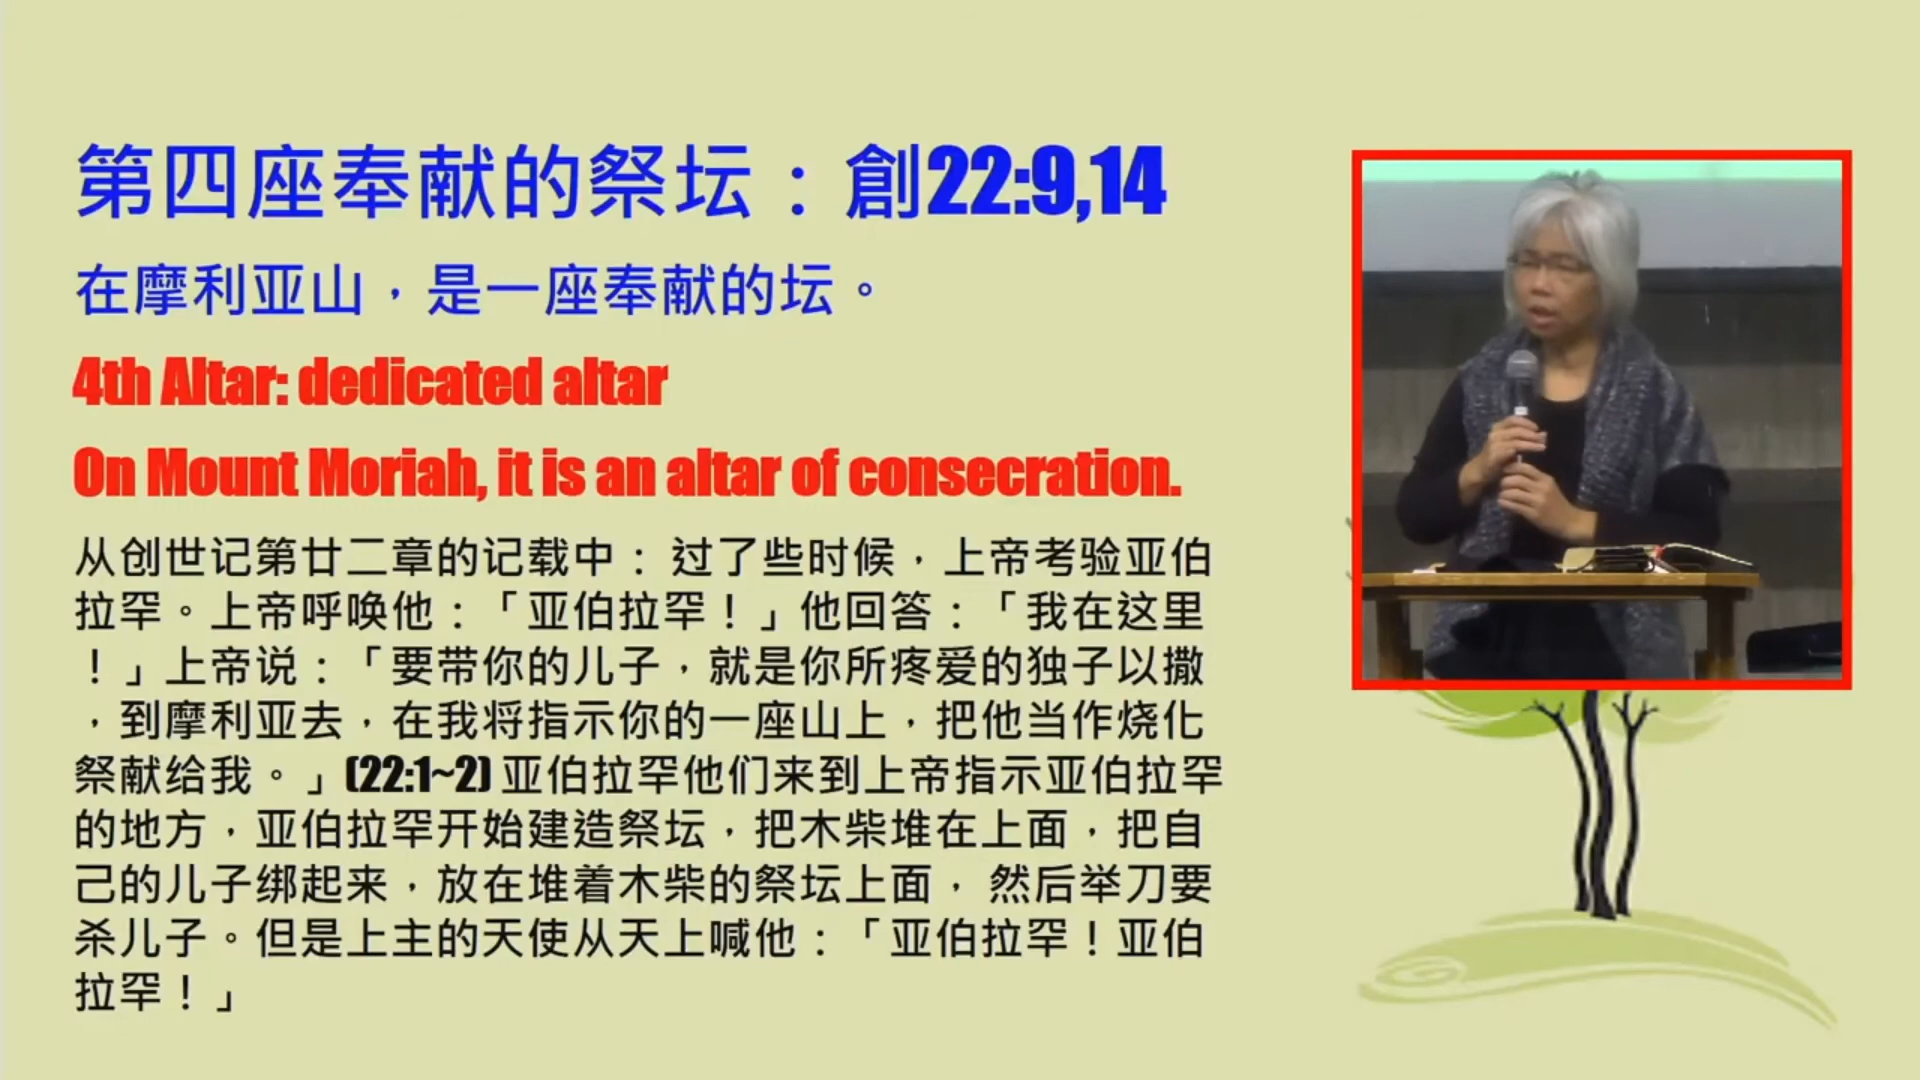 第四座奉献的祭坛：創22:9,14
在摩利亚山，是一座奉献的坛。
4th Altar: dedicated altar
On Mount Moriah, it is an altar of consecration.
从创世记第廿二章的记载中： 过了些时候，上帝考验亚伯
拉罕。上帝呼唤他：「亚伯拉罕！」他回答：「我在这里
！」上帝说：「要带你的儿子，就是你所疼爱的独子以撒
，到摩利亚去，在我将指示你的一座山上，把他当作烧化
祭献给我。」(22:1~2) 亚伯拉罕他们来到上帝指示亚伯拉罕
的地方，亚伯拉罕开始建造祭坛，把木柴堆在上面，把自
己的儿子绑起来，放在堆着木柴的祭坛上面， 然后举刀要
杀儿子。但是上主的天使从天上喊他：「亚伯拉罕！亚伯
拉罕！」